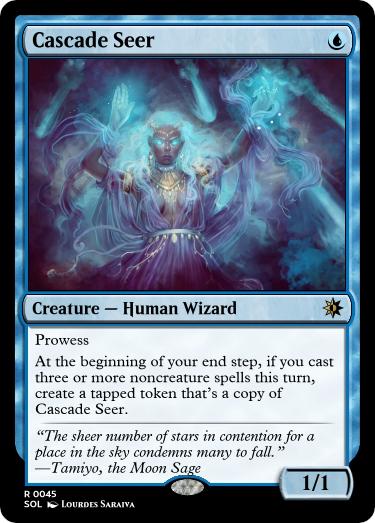 Cascade Seer
Creature — Human Wizard
Prowess
At the beginning of your end step, if you cast
three or more noncreature spells this turn,
create a tapped token that's a copy of
Cascade Seer.
"The sheer number of stars in contention for a
place in the sky condemns many to fall."
—Tamiyo, the Moon Sage
1/1
R 0045
SOL Lourdes Saraiva